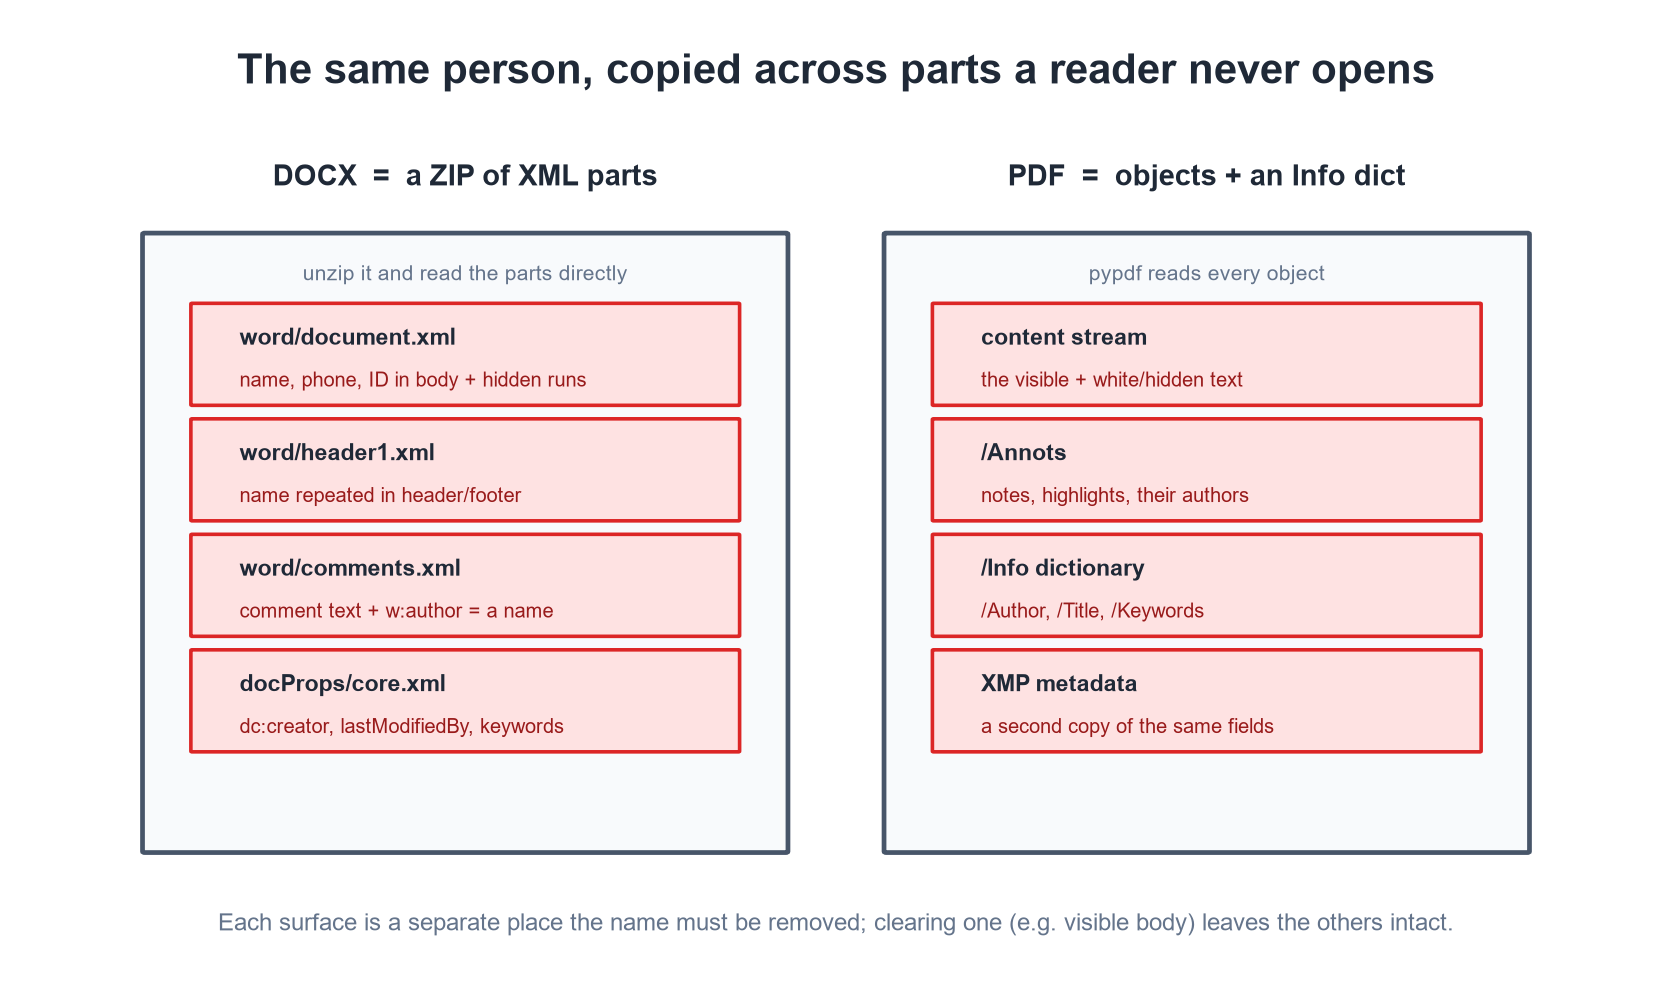 The same person, copied across parts a reader never opens
DOCX = a ZIP of XML parts
unzip it and read the parts directly
word/document.xml
name, phone, ID in body + hidden runs
word/header1.xml
name repeated in header/footer
word/comments.xml
comment text + w:author = a name
docProps/core.xml
dc:creator, lastModifiedBy, keywords
PDF = objects + an Info dict
pypdf reads every object
content stream
the visible + white/hidden text
/Annots
notes, highlights, their authors
/Info dictionary
/Author, /Title, /Keywords
XMP metadata
a second copy of the same fields
Each surface is a separate place the name must be removed; clearing one (e.g. visible body) leaves the others intact.